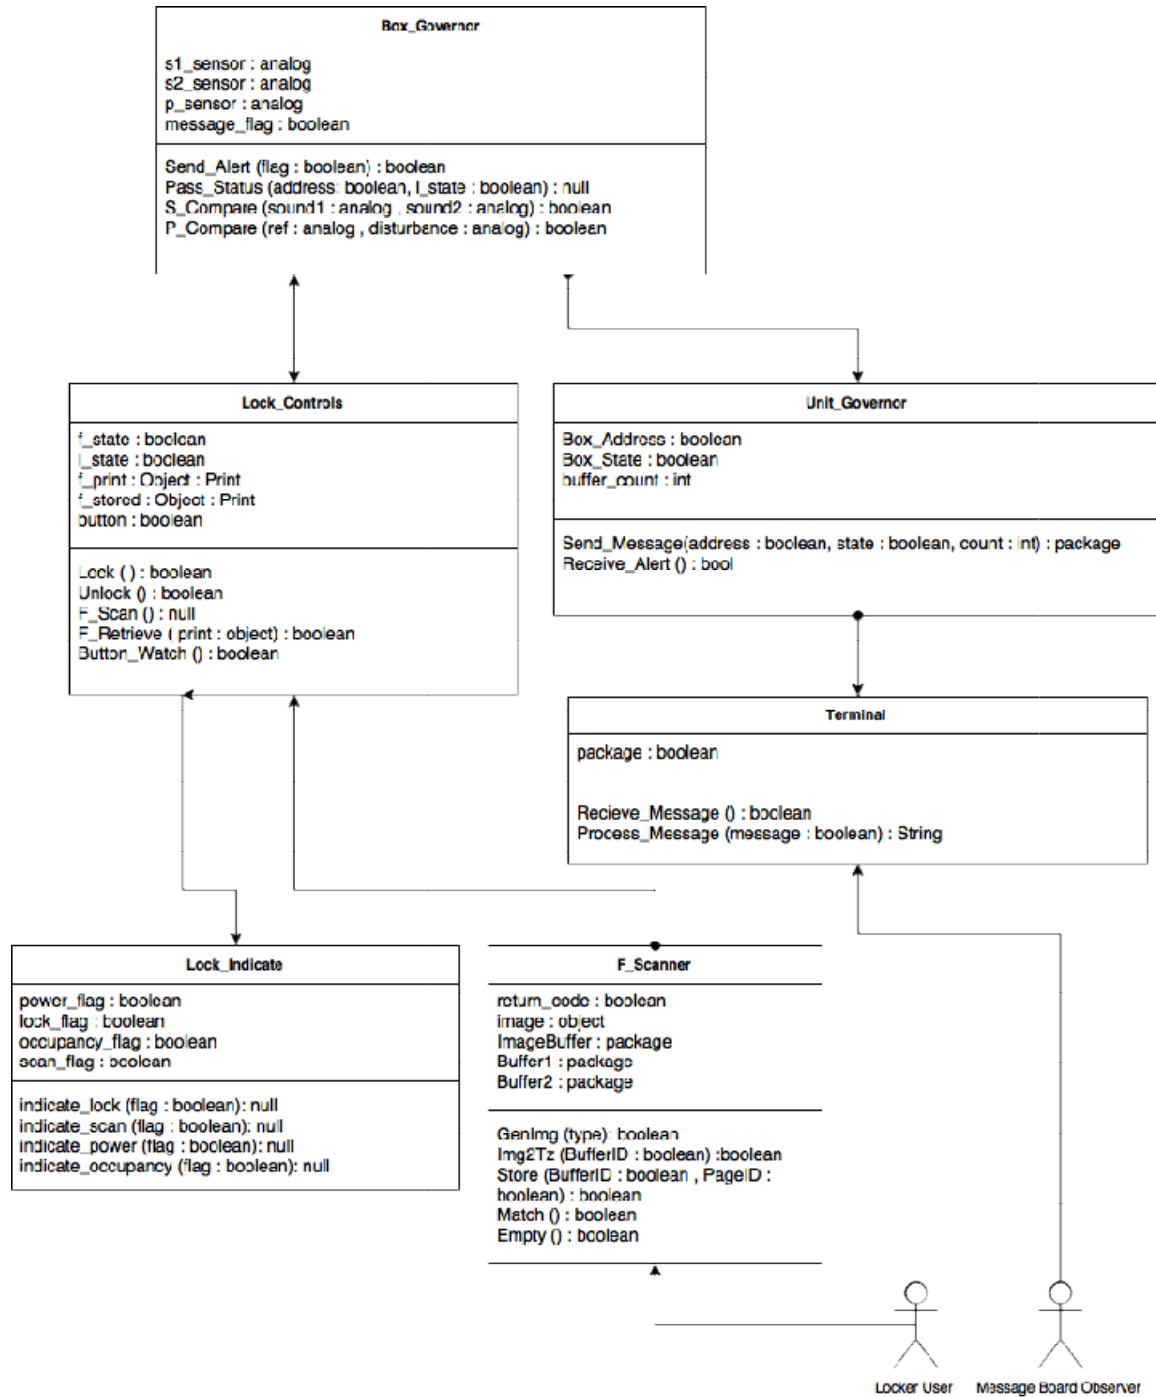 Box_Governor
s1_sensor : analog
s2_sensor : analog
p_sensor : analog
message_flag : boolean
Send_Alert (flag : boolean) : boolean
Pass_Status (address: boolean, l_state : boolean) : null
S_Compare (sound1 : analog , sound2 : analog) : boolean
P_Compare (ref : analog , disturbance : analog) : boolean
Lock_Controls
f_state : boolean
l_state : boolean
f_print : Object : Print
f_stored : Object : Print
button : boolean
Lock ( ) : boolean
Unlock () : boolean
F_Scan () : null
F_Retrieve ( print : object) : boolean
Button_Watch () : boolean
Unit_Governor
Box_Address : boolean
Box_State : boolean
buffer_count : int
Send_Message(address : boolean, state : boolean, count : int) : package
Receive_Alert () : bool
Terminal
package : boolean
Recieve_Message () : boolean
Process_Message (message : boolean) : String
Lock_Indicate
power_flag : boolean
lock_flag : boolean
occupancy_flag : boolean
scan_flag : boolean
indicate_lock (flag : boolean): null
indicate_scan (flag : boolean): null
indicate_power (flag : boolean): null
indicate_occupancy (flag : boolean): null
F_Scanner
return_code : boolean
image : object
ImageBuffer : package
Buffer1 : package
Buffer2 : package
GenImg (type): boolean
Img2Tz (BufferID : boolean) :boolean
Store (BufferID : boolean , PageID :
boolean) : boolean
Match () : boolean
Empty () : boolean
Locker User
Message Board Observer